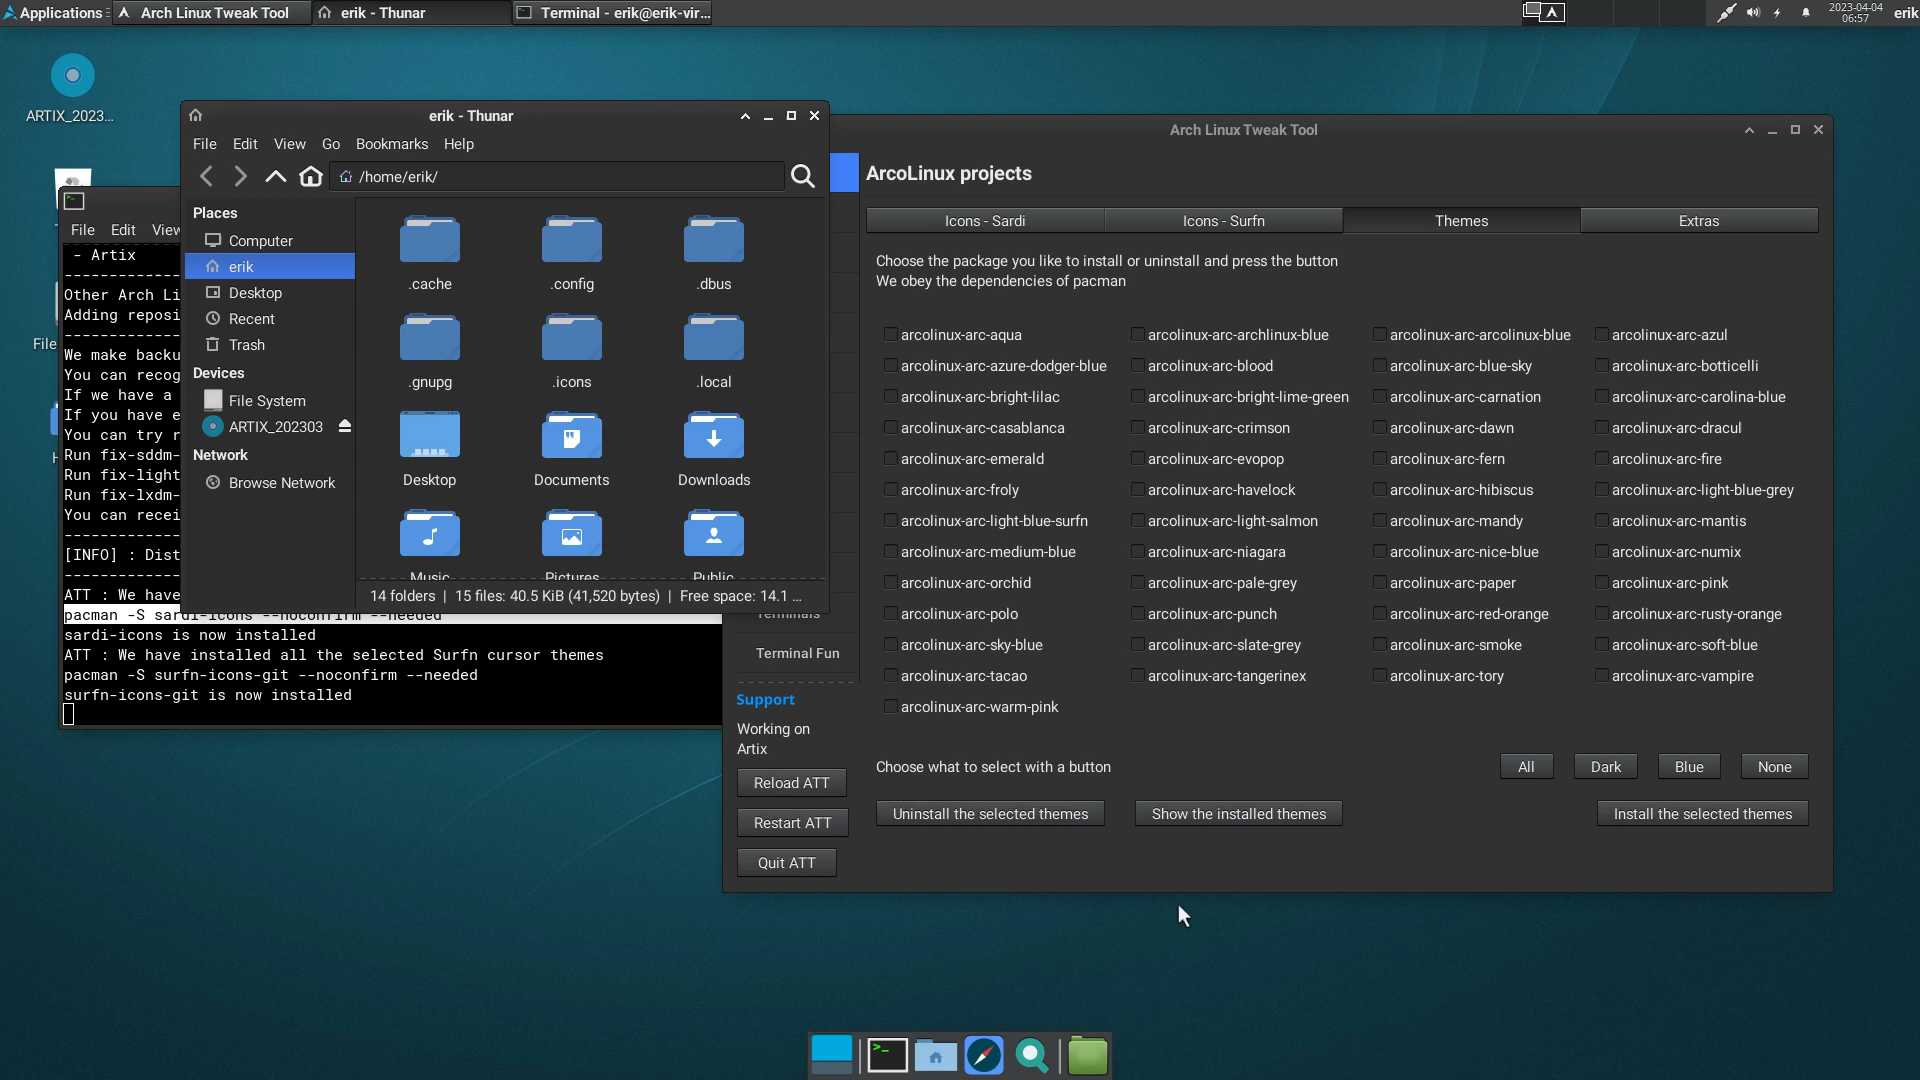 Applications
Arch Linux Tweak Tool
erik - Thunar
Terminal - erik@erik-vir...
2023-04-04
06:57
erik
ARTIX_2023...
File
erik - Thunar
File Edit View Go Bookmarks Help
/home/erik/
Places
Computer
erik
Desktop
Recent
Trash
Devices
File System
ARTIX_202303
Network
Browse Network
.cache .config .dbus
.gnupg .icons .local
Desktop Documents Downloads
Music Pictures Public
14 folders | 15 files: 40.5 KiB (41,520 bytes) | Free space: 14.1 ...
File Edit View
- Artix
Other Arch Li
Adding reposi
We make backu
You can recog
If we have a
If you have e
You can try r
Run fix-sddm-
Run fix-light
Run fix-lxdm-
You can recei
[INFO] : Dist
ATT : We have
pacman -S sardi-icons --noconfirm --needed
sardi-icons is now installed
ATT : We have installed all the selected Surfn cursor themes
pacman -S surfn-icons-git --noconfirm --needed
surfn-icons-git is now installed
Arch Linux Tweak Tool
Terminals
Terminal Fun
Support
Working on
Artix
Reload ATT
Restart ATT
Quit ATT
ArcoLinux projects
Icons - Sardi Icons - Surfn Themes Extras
Choose the package you like to install or uninstall and press the button
We obey the dependencies of pacman
arcolinux-arc-aqua arcolinux-arc-archlinux-blue arcolinux-arc-arcolinux-blue arcolinux-arc-azul
arcolinux-arc-azure-dodger-blue arcolinux-arc-blood arcolinux-arc-blue-sky arcolinux-arc-botticelli
arcolinux-arc-bright-lilac arcolinux-arc-bright-lime-green arcolinux-arc-carnation arcolinux-arc-carolina-blue
arcolinux-arc-casablanca arcolinux-arc-crimson arcolinux-arc-dawn arcolinux-arc-dracul
arcolinux-arc-emerald arcolinux-arc-evopop arcolinux-arc-fern arcolinux-arc-fire
arcolinux-arc-froly arcolinux-arc-havelock arcolinux-arc-hibiscus arcolinux-arc-light-blue-grey
arcolinux-arc-light-blue-surfn arcolinux-arc-light-salmon arcolinux-arc-mandy arcolinux-arc-mantis
arcolinux-arc-medium-blue arcolinux-arc-niagara arcolinux-arc-nice-blue arcolinux-arc-numix
arcolinux-arc-orchid arcolinux-arc-pale-grey arcolinux-arc-paper arcolinux-arc-pink
arcolinux-arc-polo arcolinux-arc-punch arcolinux-arc-red-orange arcolinux-arc-rusty-orange
arcolinux-arc-sky-blue arcolinux-arc-slate-grey arcolinux-arc-smoke arcolinux-arc-soft-blue
arcolinux-arc-tacao arcolinux-arc-tangerinex arcolinux-arc-tory arcolinux-arc-vampire
arcolinux-arc-warm-pink
Choose what to select with a button All Dark Blue None
Uninstall the selected themes Show the installed themes Install the selected themes